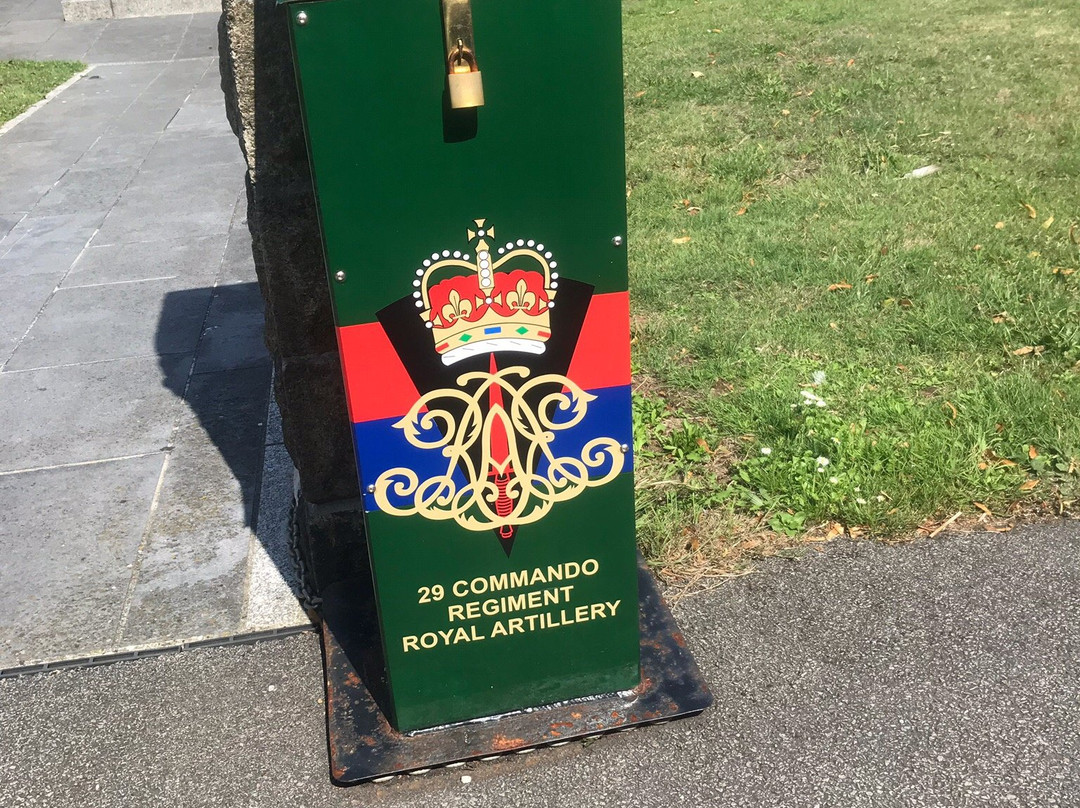 29 COMMANDO
REGIMENT
ROYAL ARTILLERY